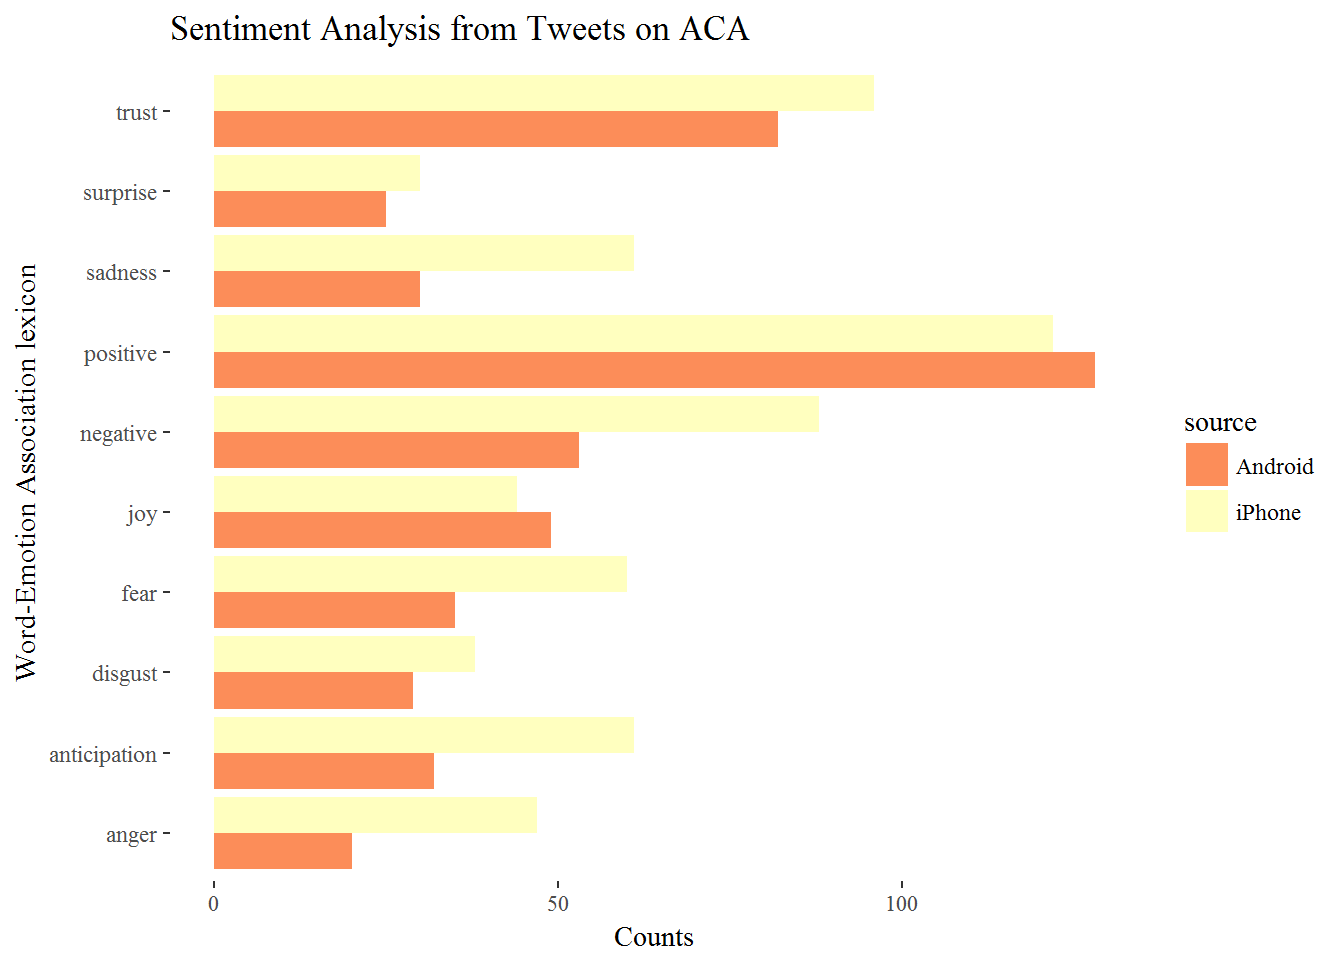 Sentiment Analysis from Tweets on ACA
Word-Emotion Association lexicon
trust
surprise
sadness
positive
negative
joy
fear
disgust
anticipation
anger
0 50 100
Counts
source
Android
iPhone